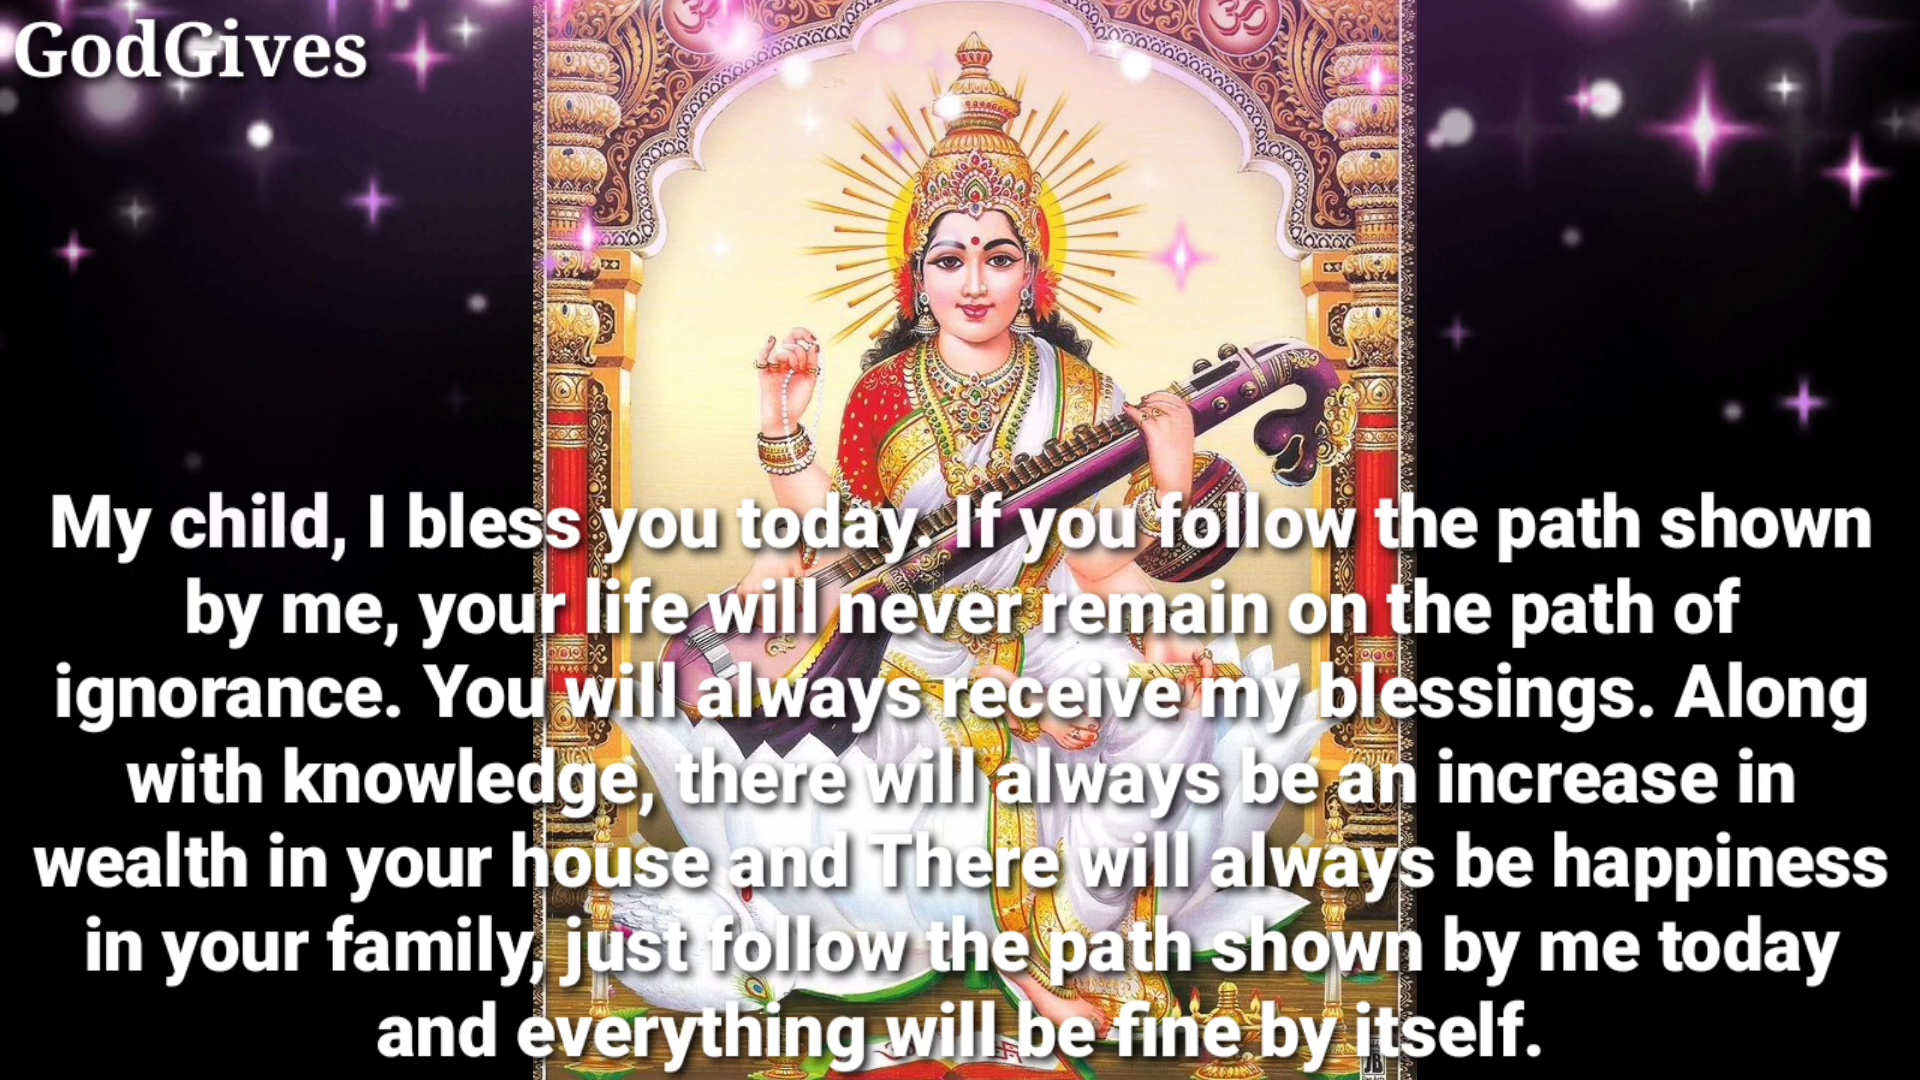 GodGives
ॐ ॐ
My child, I bless you today. If you follow the path shown
by me, your life will never remain on the path of
ignorance. You will always receive my blessings. Along
with knowledge, there will always be an increase in
wealth in your house and There will always be happiness
in your family, just follow the path shown by me today
and everything will be fine by itself.
JB